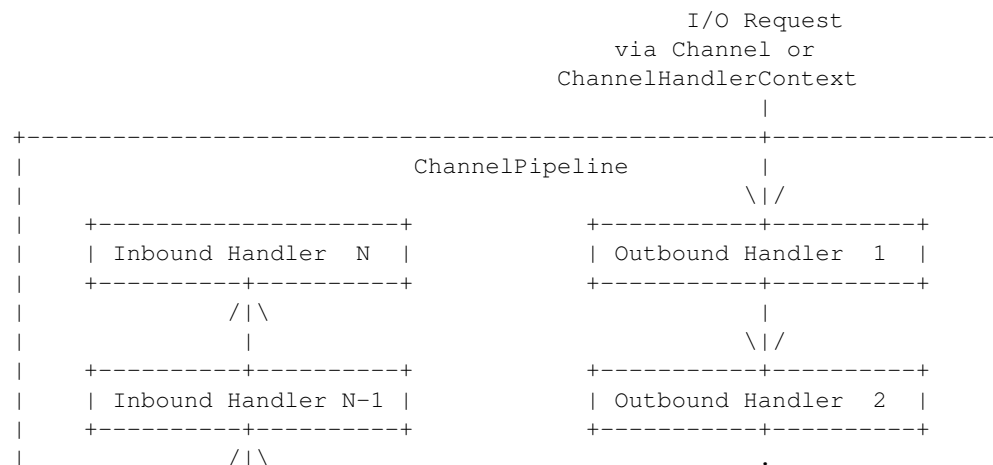 I/O Request
                                          via Channel or
                                      ChannelHandlerContext
                                                    |
+---------------------------------------------------+---------------
|                           ChannelPipeline         |
|                                                  \|/
|    +---------------------+            +-----------+----------+
|    | Inbound Handler  N  |            | Outbound Handler  1  |
|    +----------+----------+            +-----------+----------+
|              /|\                                  |
|               |                                  \|/
|    +----------+----------+            +-----------+----------+
|    | Inbound Handler N-1 |            | Outbound Handler  2  |
|    +----------+----------+            +-----------+----------+
|              /|\                                  .